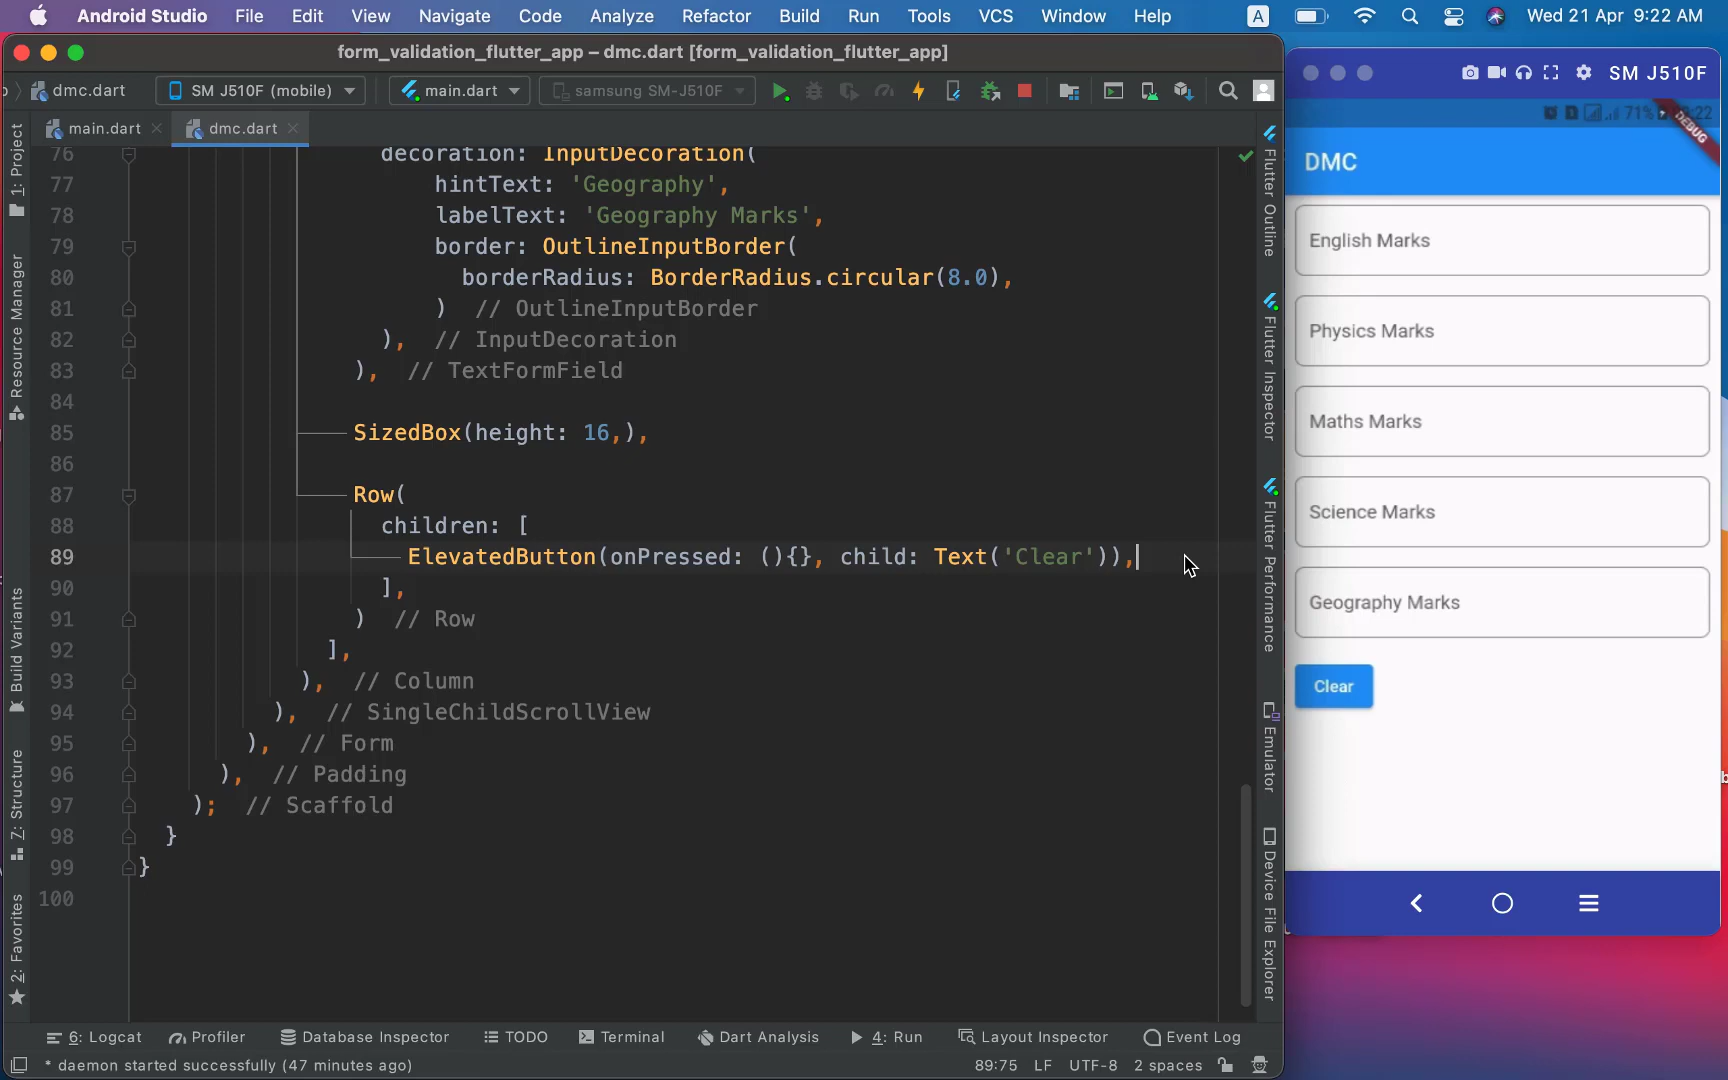 Android Studio File Edit View Navigate Code Analyze Refactor Build Run Tools VCS Window Help A Wed 21 Apr 9:22 AM
form_validation_flutter_app – dmc.dart [form_validation_flutter_app]
dmc.dart SM J510F (mobile) main.dart samsung SM-J510F
main.dart dmc.dart
76 decoration: InputDecoration(
77 hintText: 'Geography',
78 labelText: 'Geography Marks',
79 border: OutlineInputBorder(
80 borderRadius: BorderRadius.circular(8.0),
81 ) // OutlineInputBorder
82 ), // InputDecoration
83 ), // TextFormField
84
85 SizedBox(height: 16,),
86
87 Row(
88 children: [
89 ElevatedButton(onPressed: (){}, child: Text('Clear')),
90 ],
91 ) // Row
92 ],
93 ), // Column
94 ), // SingleChildScrollView
95 ), // Form
96 ), // Padding
97 ); // Scaffold
98 }
99 }
100
1: Project
Resource Manager
Build Variants
7: Structure
2: Favorites
Flutter Outline
Flutter Inspector
Flutter Performance
Emulator
Device File Explorer
6: Logcat Profiler Database Inspector TODO Terminal Dart Analysis 4: Run Layout Inspector Event Log
* daemon started successfully (47 minutes ago) 89:75 LF UTF-8 2 spaces
SM J510F
71%
DEBUG
DMC
English Marks
Physics Marks
Maths Marks
Science Marks
Geography Marks
Clear